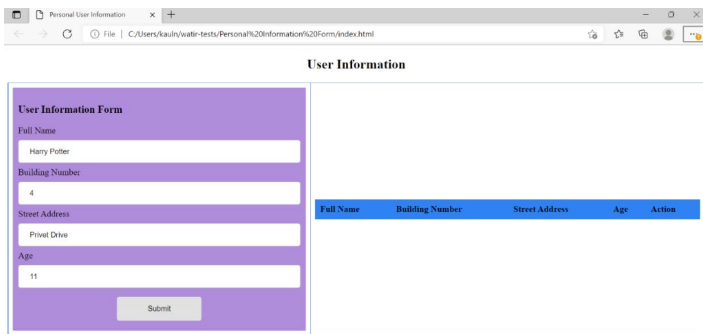 Personal User Information
File | C:/Users/kauln/watir-tests/Personal%20Information%20Form/index.html
User Information
User Information Form
Full Name
Harry Potter
Building Number
4
Street Address
Privet Drive
Age
11
Submit
Full Name Building Number Street Address Age Action